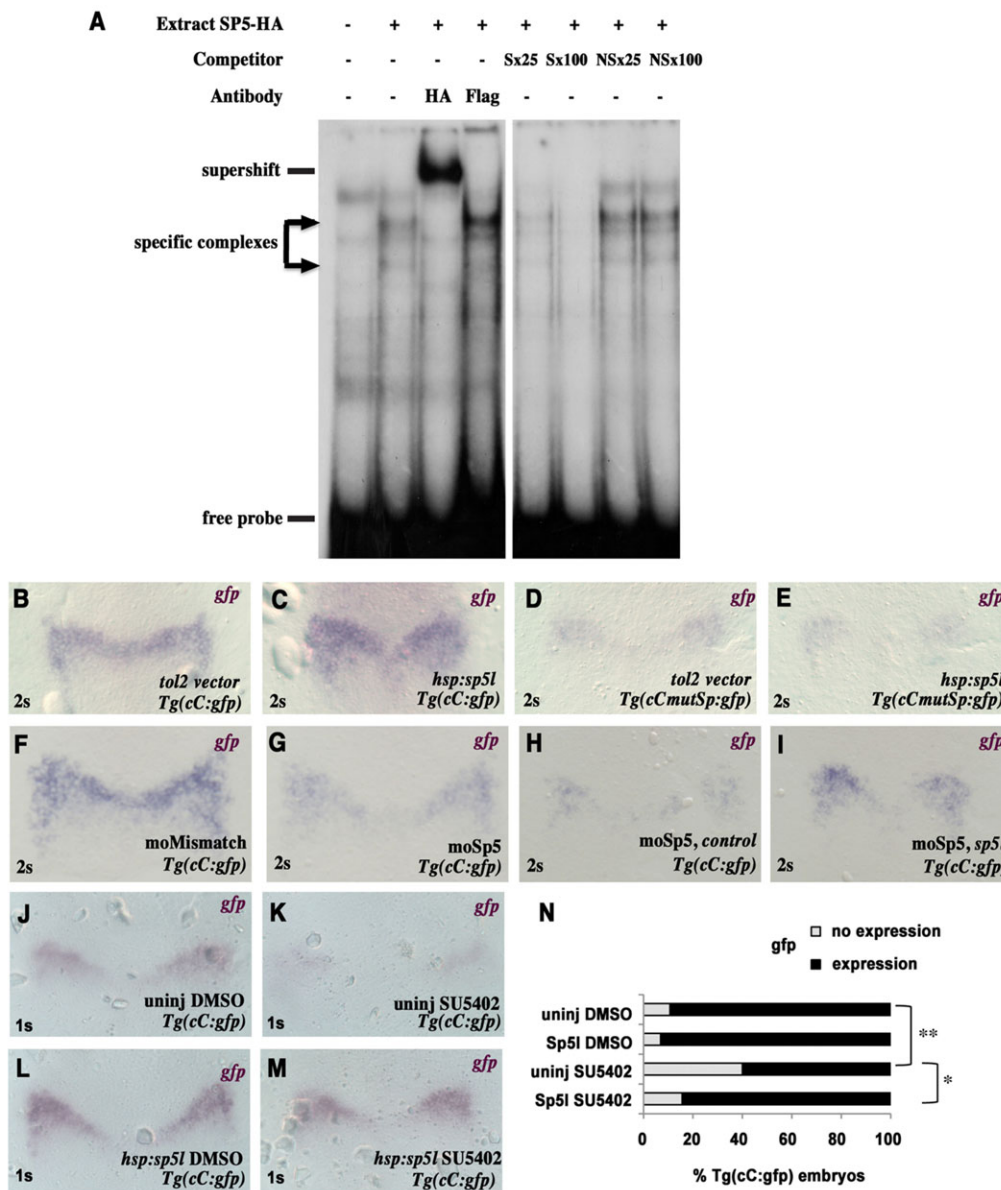 A
Extract SP5-HA - + + + + + + +
Competitor - - - - Sx25 Sx100 NSx25 NSx100
Antibody - - HA Flag - - - -
supershift
specific complexes
free probe
B gfp
tol2 vector
2s Tg(cC:gfp)
C gfp
hsp:sp5l
2s Tg(cC:gfp)
D gfp
tol2 vector
2s Tg(cCmutSp:gfp)
E gfp
hsp:sp5l
2s Tg(cCmutSp:gfp)
F gfp
moMismatch
2s Tg(cC:gfp)
G gfp
moSp5
2s Tg(cC:gfp)
H gfp
moSp5, control
2s Tg(cC:gfp)
I gfp
moSp5, sp5l
2s Tg(cC:gfp)
J gfp
uninj DMSO
1s Tg(cC:gfp)
K gfp
uninj SU5402
1s Tg(cC:gfp)
L gfp
hsp:sp5l DMSO
1s Tg(cC:gfp)
M gfp
hsp:sp5l SU5402
1s Tg(cC:gfp)
N
gfp
no expression
expression
uninj DMSO
Sp5l DMSO
uninj SU5402
Sp5l SU5402
**
*
0 20 40 60 80 100
% Tg(cC:gfp) embryos